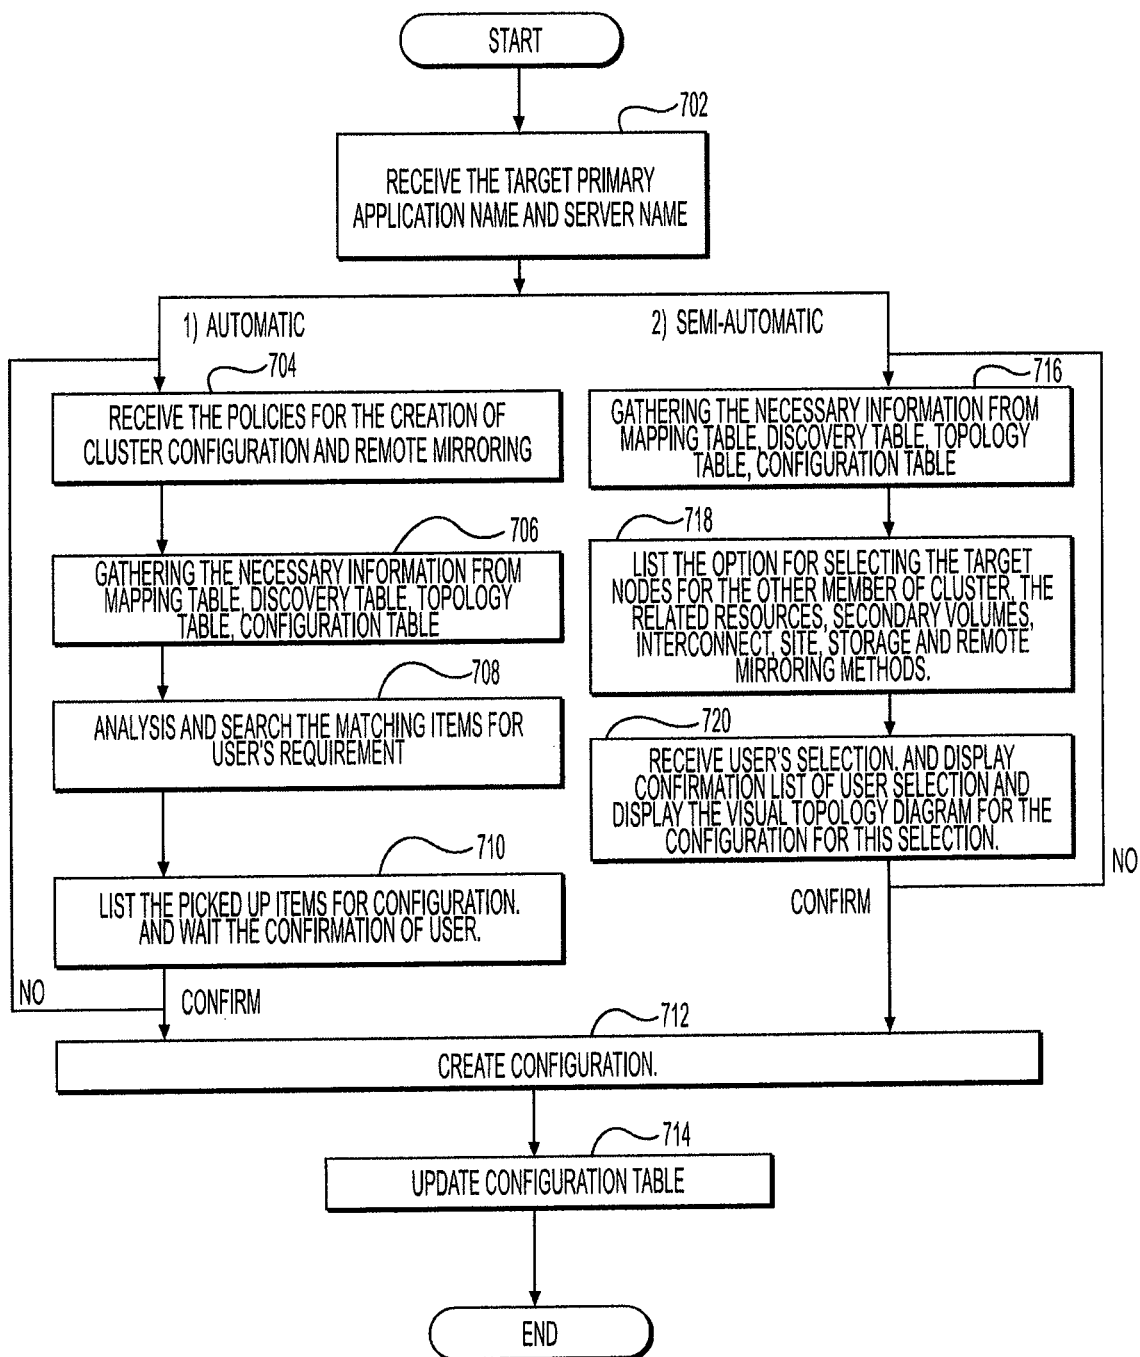 START
702
RECEIVE THE TARGET PRIMARY
APPLICATION NAME AND SERVER NAME
1) AUTOMATIC
2) SEMI-AUTOMATIC
704
RECEIVE THE POLICIES FOR THE CREATION OF
CLUSTER CONFIGURATION AND REMOTE MIRRORING
706
GATHERING THE NECESSARY INFORMATION FROM
MAPPING TABLE, DISCOVERY TABLE, TOPOLOGY
TABLE, CONFIGURATION TABLE
708
ANALYSIS AND SEARCH THE MATCHING ITEMS FOR
USER'S REQUIREMENT
710
LIST THE PICKED UP ITEMS FOR CONFIGURATION.
AND WAIT THE CONFIRMATION OF USER.
NO
CONFIRM
716
GATHERING THE NECESSARY INFORMATION FROM
MAPPING TABLE, DISCOVERY TABLE, TOPOLOGY
TABLE, CONFIGURATION TABLE
718
LIST THE OPTION FOR SELECTING THE TARGET
NODES FOR THE OTHER MEMBER OF CLUSTER, THE
RELATED RESOURCES, SECONDARY VOLUMES,
INTERCONNECT, SITE, STORAGE AND REMOTE
MIRRORING METHODS.
720
RECEIVE USER'S SELECTION. AND DISPLAY
CONFIRMATION LIST OF USER SELECTION AND
DISPLAY THE VISUAL TOPOLOGY DIAGRAM FOR THE
CONFIGURATION FOR THIS SELECTION.
NO
CONFIRM
712
CREATE CONFIGURATION.
714
UPDATE CONFIGURATION TABLE
END